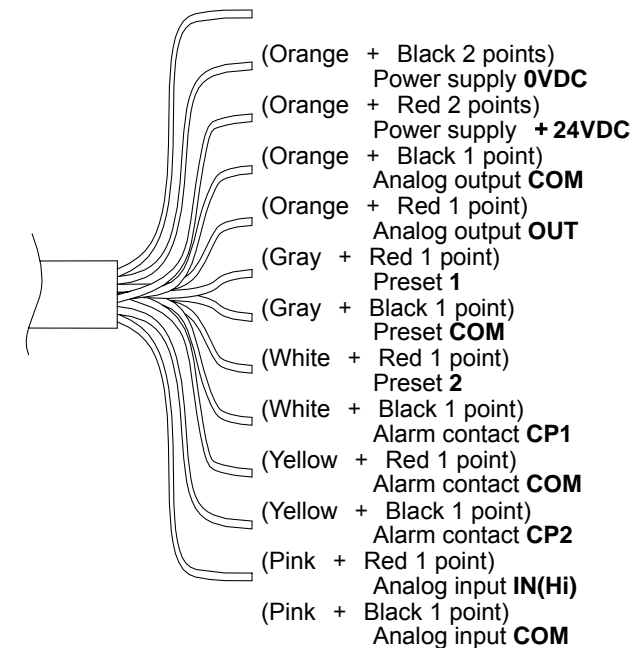 (Orange + Black 2 points)
Power supply 0VDC
(Orange + Red 2 points)
Power supply +24VDC
(Orange + Black 1 point)
Analog output COM
(Orange + Red 1 point)
Analog output OUT
(Gray + Red 1 point)
Preset 1
(Gray + Black 1 point)
Preset COM
(White + Red 1 point)
Preset 2
(White + Black 1 point)
Alarm contact CP1
(Yellow + Red 1 point)
Alarm contact COM
(Yellow + Black 1 point)
Alarm contact CP2
(Pink + Red 1 point)
Analog input IN(Hi)
(Pink + Black 1 point)
Analog input COM